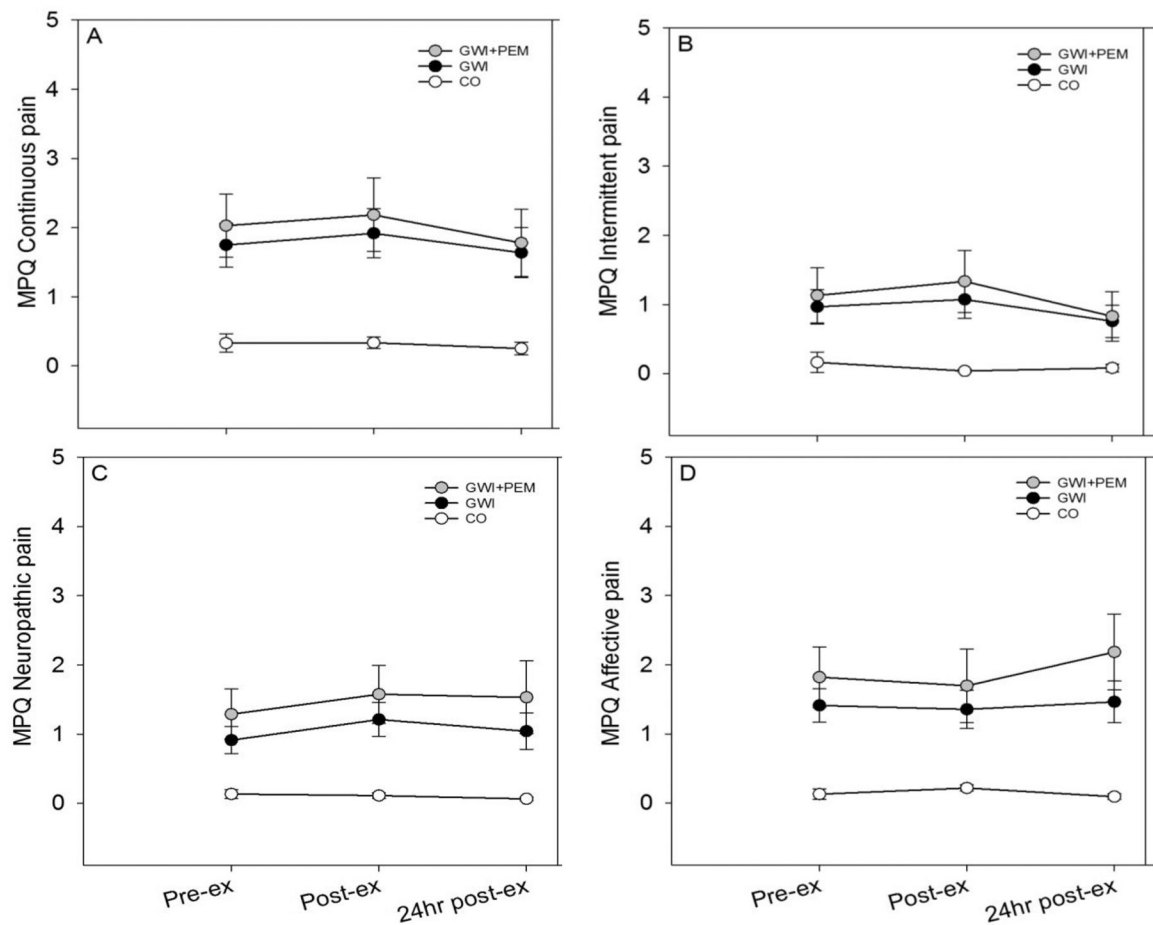 A
GWI+PEM
GWI
CO
MPQ Continuous pain
5
4
3
2
1
0
B
GWI+PEM
GWI
CO
MPQ Intermittent pain
5
4
3
2
1
0
C
GWI+PEM
GWI
CO
MPQ Neuropathic pain
5
4
3
2
1
0
Pre-ex
Post-ex
24hr post-ex
D
GWI+PEM
GWI
CO
MPQ Affective pain
5
4
3
2
1
0
Pre-ex
Post-ex
24hr post-ex